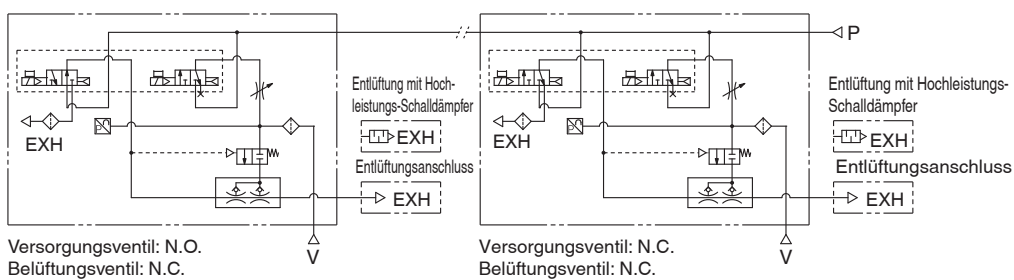 P
EXH
Entlüftung mit Hoch-
leistungs-Schalldämpfer
EXH
Entlüftungsanschluss
EXH
V
Versorgungsventil: N.O.
Belüftungsventil: N.C.
EXH
Entlüftung mit Hochleistungs-
Schalldämpfer
EXH
Entlüftungsanschluss
EXH
V
Versorgungsventil: N.C.
Belüftungsventil: N.C.